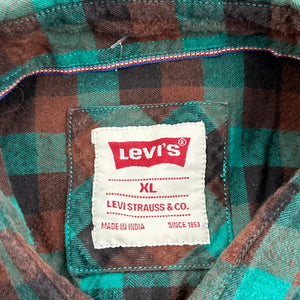 LEVI'S®
XL
LEVI STRAUSS & CO.
MADE IN INDIA SINCE 1853